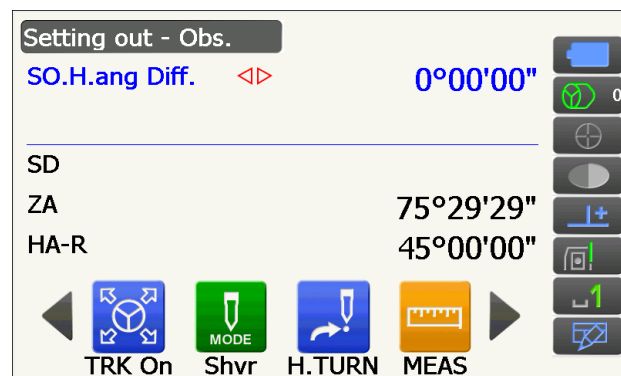 Setting out - Obs.
SO.H.ang Diff. 0°00'00"
0
SD
ZA 75°29'29"
HA-R 45°00'00"
1
MODE
TRK On Shvr H.TURN MEAS